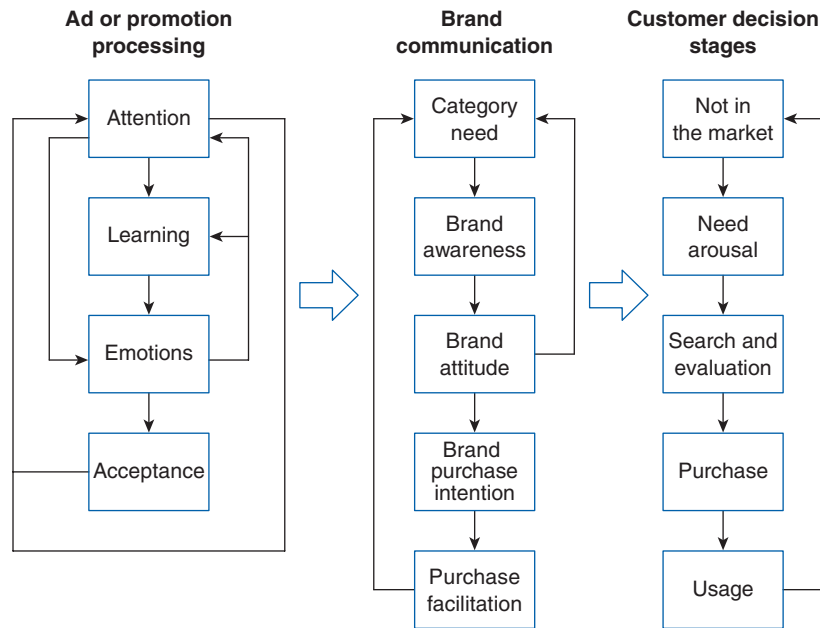 Ad or promotion
processing
Attention
Learning
Emotions
Acceptance
Brand
communication
Category
need
Brand
awareness
Brand
attitude
Brand
purchase
intention
Purchase
facilitation
Customer decision
stages
Not in
the market
Need
arousal
Search and
evaluation
Purchase
Usage